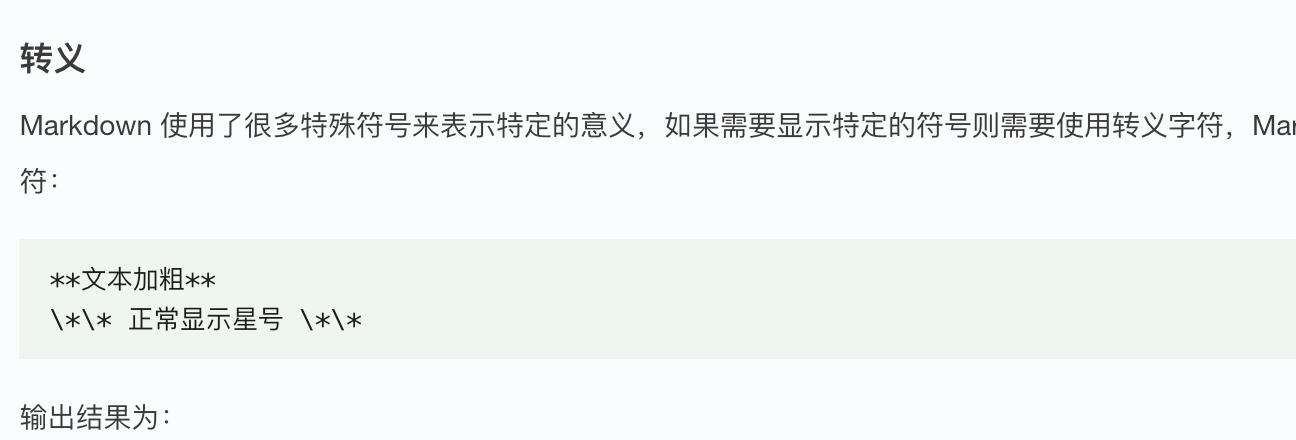 转义
Markdown 使用了很多特殊符号来表示特定的意义，如果需要显示特定的符号则需要使用转义字符，Mar
符：
**文本加粗**
\*\* 正常显示星号 \*\*
输出结果为：